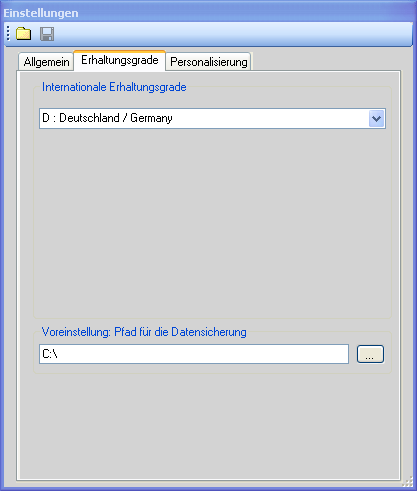 Einstellungen
Allgemein Erhaltungsgrade Personalisierung
Internationale Erhaltungsgrade
D : Deutschland / Germany
Voreinstellung: Pfad für die Datensicherung
C:\ ...